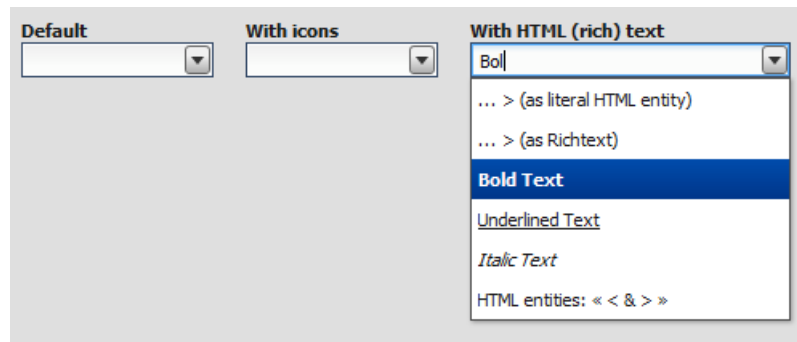 Default
With icons
With HTML (rich) text
Bol
... > (as literal HTML entity)
... > (as Richtext)
Bold Text
Underlined Text
Italic Text
HTML entities: « < & > »